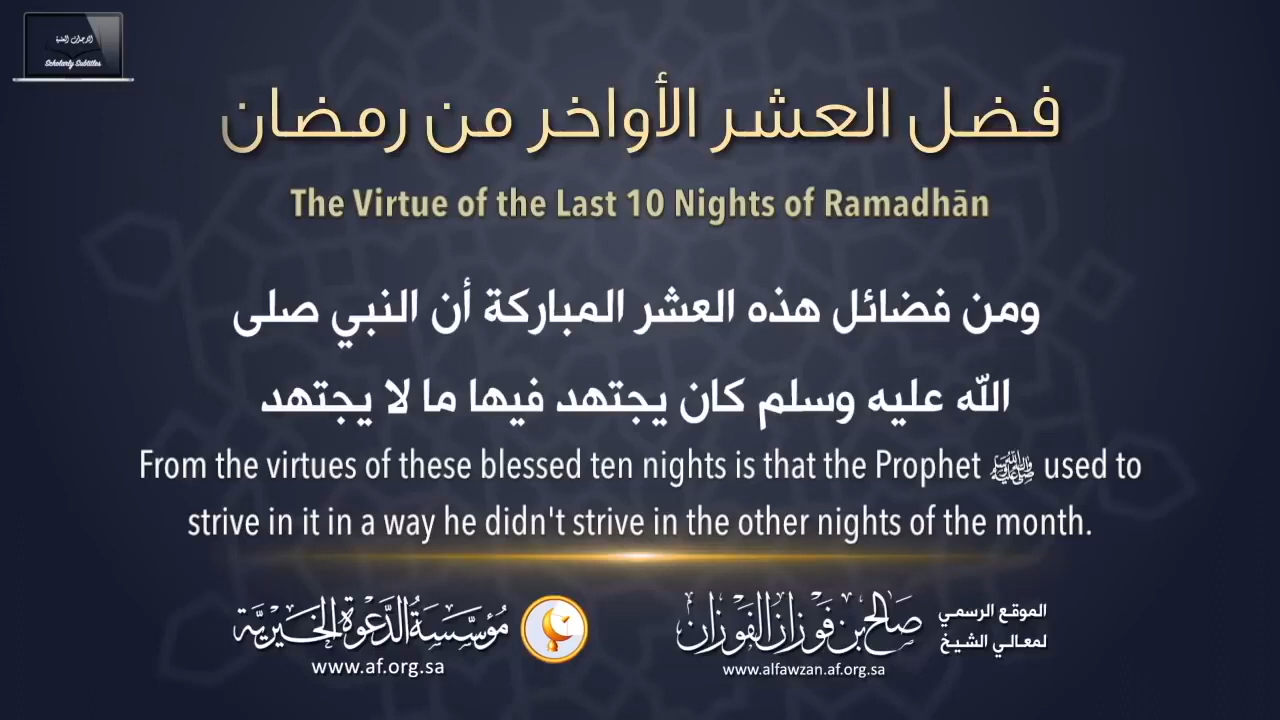 الترجمات العلمية
Scholarly Subtitles
فضل العشر الأواخر من رمضان
The Virtue of the Last 10 Nights of Ramadhān
ومن فضائل هذه العشر المباركة أن النبي صلى
الله عليه وسلم كان يجتهد فيها ما لا يجتهد
From the virtues of these blessed ten nights is that the Prophet ﷺ used to
strive in it in a way he didn't strive in the other nights of the month.
الموقع الرسمي
لمعالي الشيخ
صالح بن فوزان الفوزان
www.alfawzan.af.org.sa
مؤسسة الدعوة الخيرية
www.af.org.sa